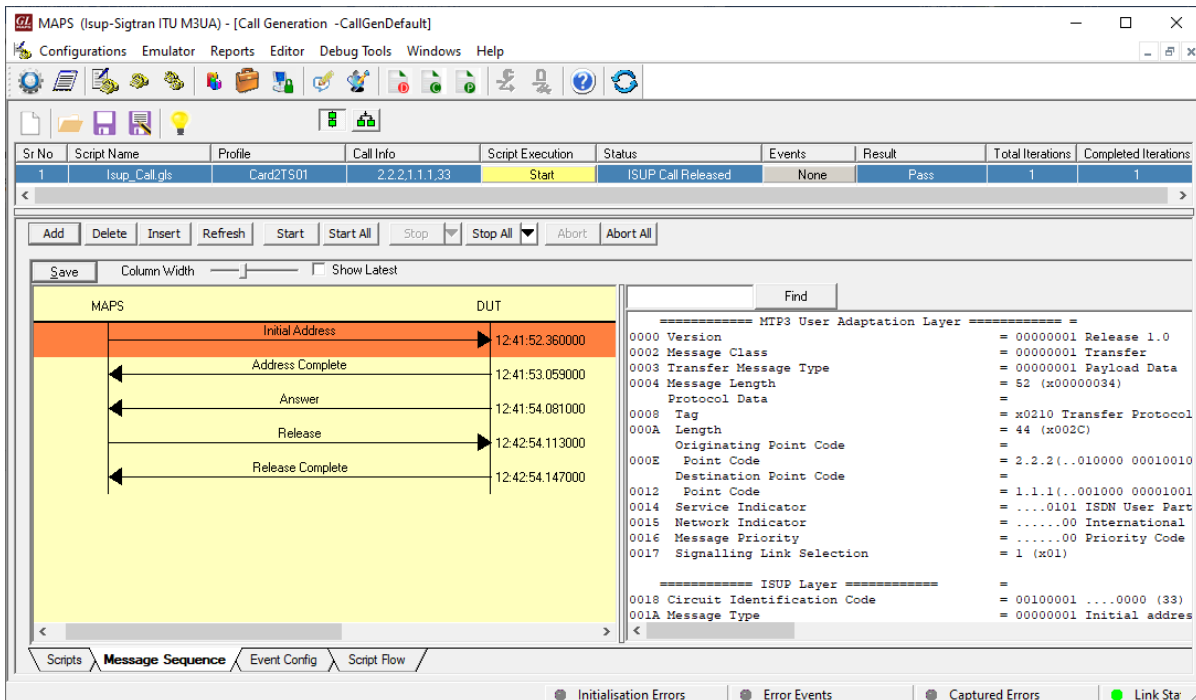 GL MAPS (Isup-Sigtran ITU M3UA) - [Call Generation -CallGenDefault]
Configurations Emulator Reports Editor Debug Tools Windows Help
Sr No Script Name Profile Call Info Script Execution Status Events Result Total Iterations Completed Iterations
1 Isup_Call.gls Card2TS01 2.2.2,1.1.1,33 Start ISUP Call Released None Pass 1 1
Add Delete Insert Refresh Start Start All Stop Stop All Abort Abort All
Save Column Width Show Latest
MAPS DUT
Initial Address
12:41:52.360000
Address Complete
12:41:53.059000
Answer
12:41:54.081000
Release
12:42:54.113000
Release Complete
12:42:54.147000
Find
============ MTP3 User Adaptation Layer ============ =
0000 Version = 00000001 Release 1.0
0002 Message Class = 00000001 Transfer
0003 Transfer Message Type = 00000001 Payload Data
0004 Message Length = 52 (x00000034)
Protocol Data =
0008 Tag = x0210 Transfer Protocol
000A Length = 44 (x002C)
Originating Point Code =
000E Point Code = 2.2.2(..010000 00010010
Destination Point Code =
0012 Point Code = 1.1.1(..001000 00001001
0014 Service Indicator = ....0101 ISDN User Part
0015 Network Indicator = ......00 International
0016 Message Priority = ......00 Priority Code
0017 Signalling Link Selection = 1 (x01)
============ ISUP Layer ============ =
0018 Circuit Identification Code = 00100001 ....0000 (33)
001A Message Type = 00000001 Initial addres
Scripts Message Sequence Event Config Script Flow
Initialisation Errors Error Events Captured Errors Link Sta